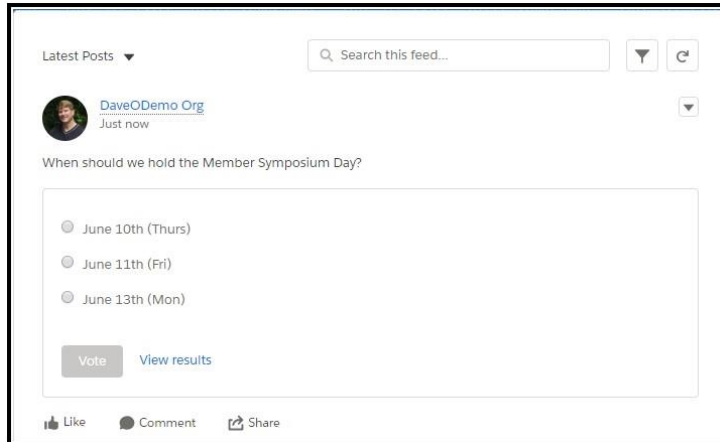 Latest Posts
Search this feed...
DaveODemo Org
Just now
When should we hold the Member Symposium Day?
June 10th (Thurs)
June 11th (Fri)
June 13th (Mon)
Vote View results
Like Comment Share